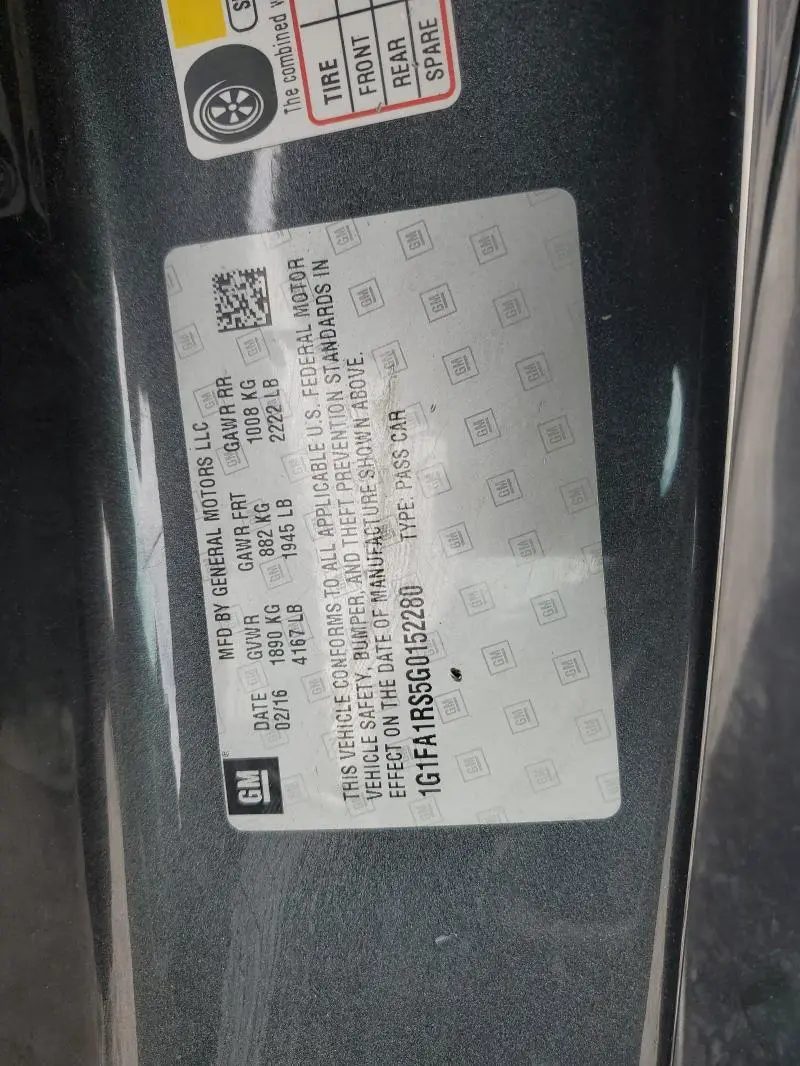 The combined
TIRE
FRONT
REAR
SPARE
GM
MFD BY GENERAL MOTORS LLC
DATE GVWR GAWR FRT GAWR RR
02/16 1890 KG 882 KG 1008 KG
4167 LB 1945 LB 2222 LB
THIS VEHICLE CONFORMS TO ALL APPLICABLE U.S. FEDERAL MOTOR
VEHICLE SAFETY, BUMPER, AND THEFT PREVENTION STANDARDS IN
EFFECT ON THE DATE OF MANUFACTURE SHOWN ABOVE.
1G1FA1RS5G0152280 TYPE: PASS CAR